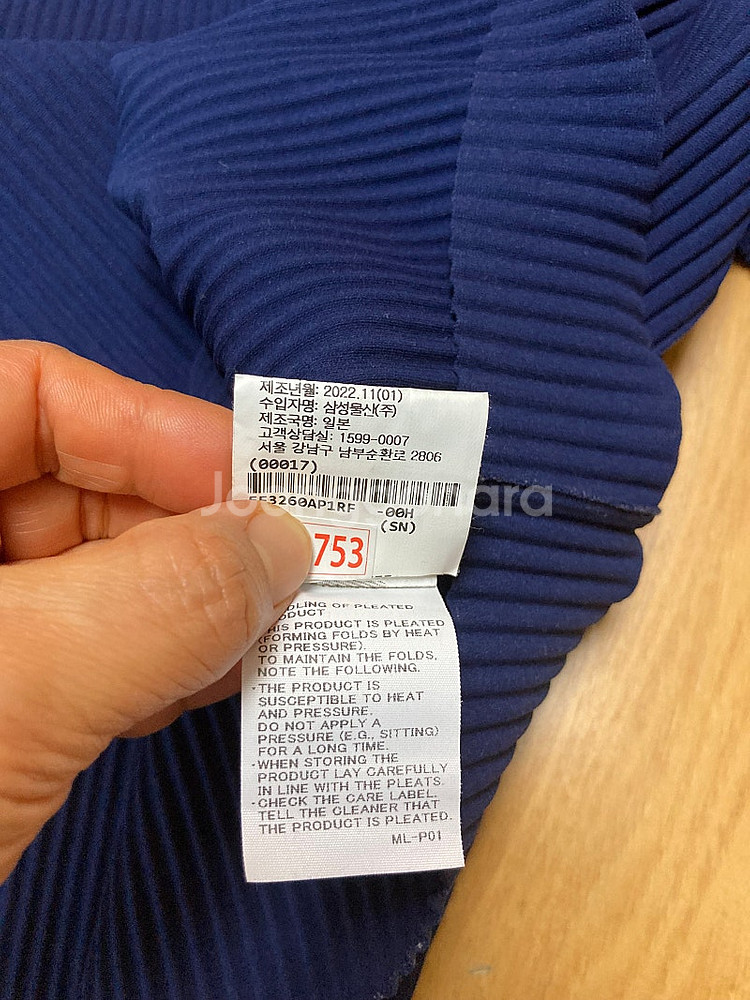 제조년월: 2022.11(01)
수입자명: 삼성물산(주)
제조국명: 일본
고객상담실: 1599-0007
서울 강남구 남부순환로 2806
(00017)
-00H
(SN)
753
PLEATED
THIS PRODUCT IS PLEATED
(FORMING FOLDS BY HEAT
OR PRESSURE).
TO MAINTAIN THE FOLDS,
NOTE THE FOLLOWING.
·THE PRODUCT IS
SUSCEPTIBLE TO HEAT
AND PRESSURE.
DO NOT APPLY A
PRESSURE (E.G., SITTING)
FOR A LONG TIME.
·WHEN STORING THE
PRODUCT LAY CAREFULLY
IN LINE WITH THE PLEATS.
·CHECK THE CARE LABEL.
TELL THE CLEANER THAT
THE PRODUCT IS PLEATED.
ML-P01